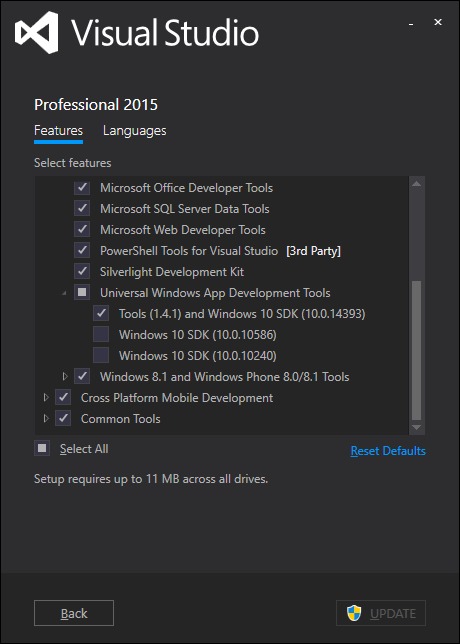 Visual Studio
Professional 2015
Features Languages
Select features
Microsoft Office Developer Tools
Microsoft SQL Server Data Tools
Microsoft Web Developer Tools
PowerShell Tools for Visual Studio [3rd Party]
Silverlight Development Kit
Universal Windows App Development Tools
Tools (1.4.1) and Windows 10 SDK (10.0.14393)
Windows 10 SDK (10.0.10586)
Windows 10 SDK (10.0.10240)
Windows 8.1 and Windows Phone 8.0/8.1 Tools
Cross Platform Mobile Development
Common Tools
Select All Reset Defaults
Setup requires up to 11 MB across all drives.
Back UPDATE